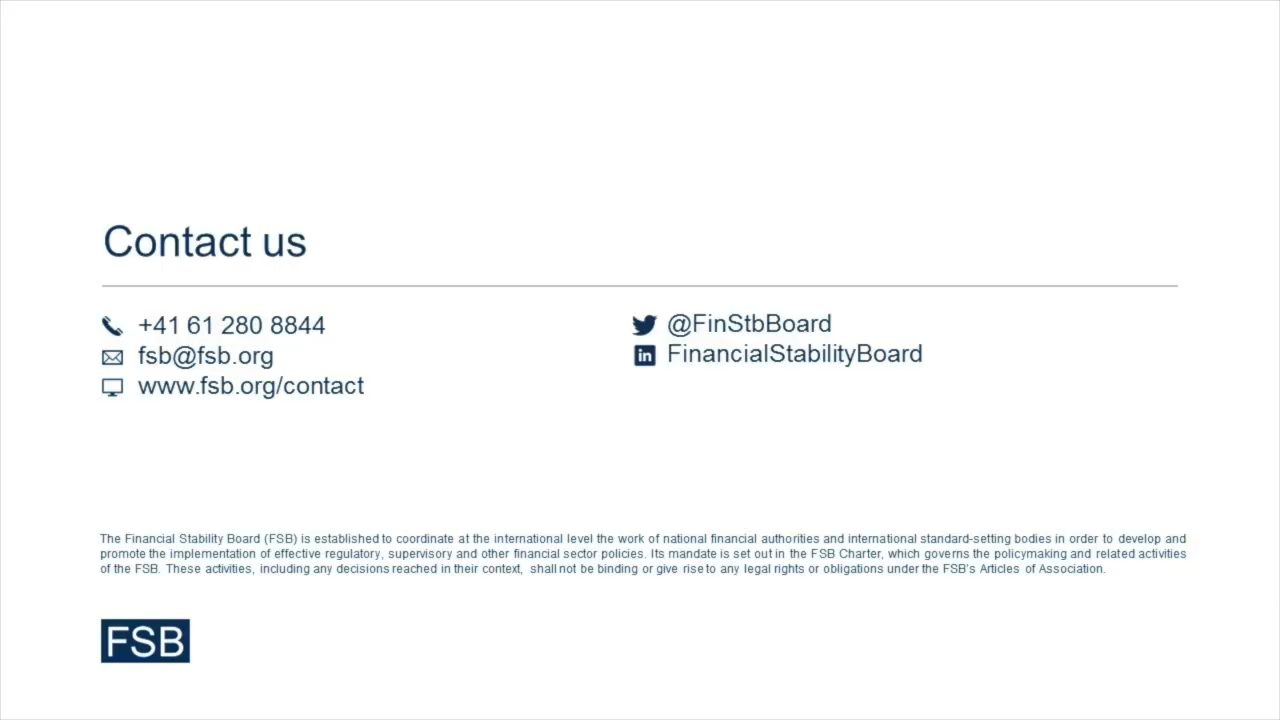 Contact us
+41 61 280 8844
fsb@fsb.org
www.fsb.org/contact
@FinStbBoard
FinancialStabilityBoard
The Financial Stability Board (FSB) is established to coordinate at the international level the work of national financial authorities and international standard-setting bodies in order to develop and
promote the implementation of effective regulatory, supervisory and other financial sector policies. Its mandate is set out in the FSB Charter, which governs the policymaking and related activities
of the FSB. These activities, including any decisions reached in their context, shall not be binding or give rise to any legal rights or obligations under the FSB's Articles of Association.
FSB